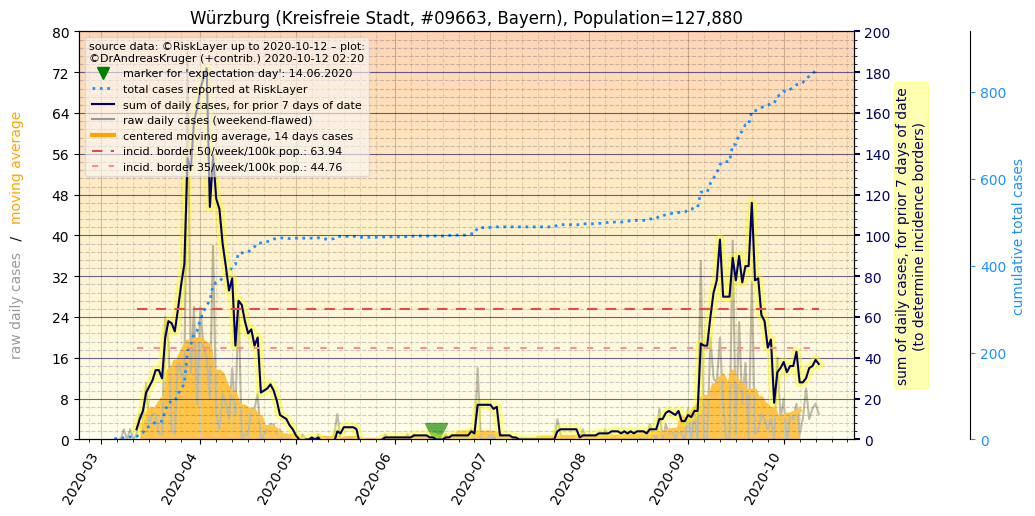 Würzburg (Kreisfreie Stadt, #09663, Bayern), Population=127,880
source data: ©RiskLayer up to 2020-10-12 – plot:
©DrAndreasKruger (+contrib.) 2020-10-12 02:20
marker for 'expectation day': 14.06.2020
total cases reported at RiskLayer
sum of daily cases, for prior 7 days of date
raw daily cases (weekend-flawed)
centered moving average, 14 days cases
incid. border 50/week/100k pop.: 63.94
incid. border 35/week/100k pop.: 44.76
raw daily cases / moving average
80
72
64
56
48
40
32
24
16
8
0
2020-03
2020-04
2020-05
2020-06
2020-07
2020-08
2020-09
2020-10
200
180
160
140
120
100
80
60
40
20
0
sum of daily cases, for prior 7 days of date
(to determine incidence borders)
800
600
400
200
0
cumulative total cases